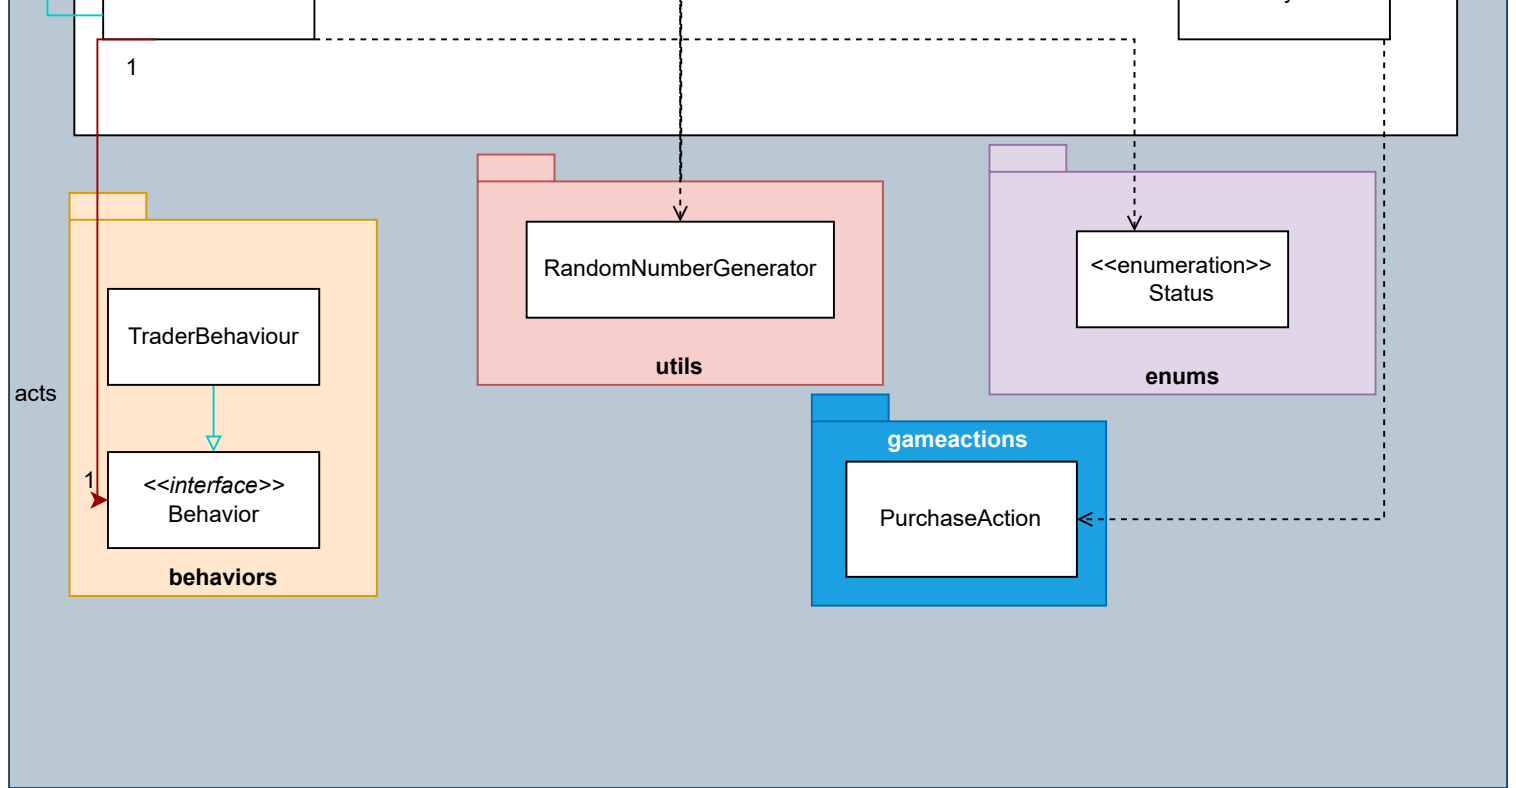 1
RandomNumberGenerator
utils
<<enumeration>>
Status
enums
TraderBehaviour
acts
1
<<interface>>
Behavior
behaviors
gameactions
PurchaseAction